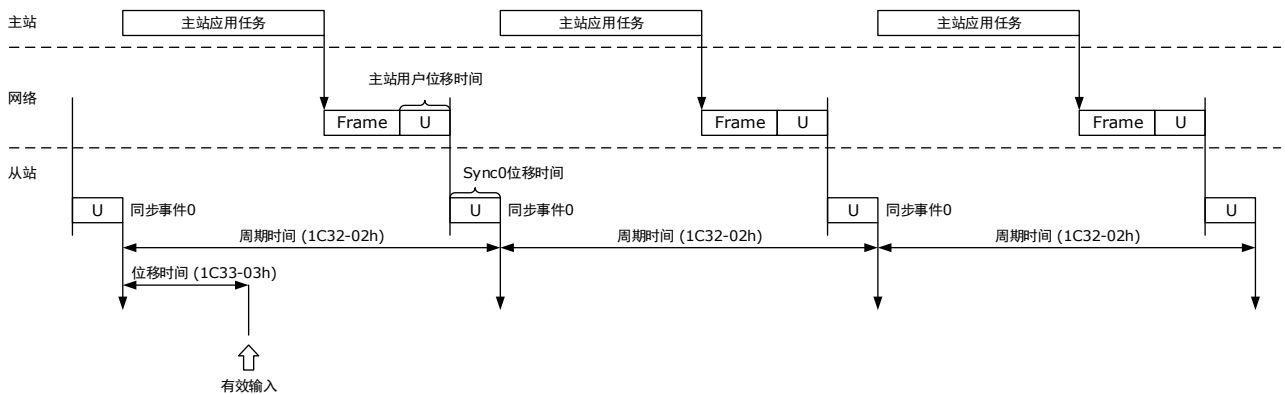 主站
主站应用任务
主站应用任务
主站应用任务
网络
主站用户位移时间
Frame
U
Frame
U
Frame
U
从站
Sync0位移时间
U
同步事件0
U
同步事件0
U
同步事件0
U
周期时间 (1C32-02h)
周期时间 (1C32-02h)
周期时间 (1C32-02h)
位移时间 (1C33-03h)
有效输入